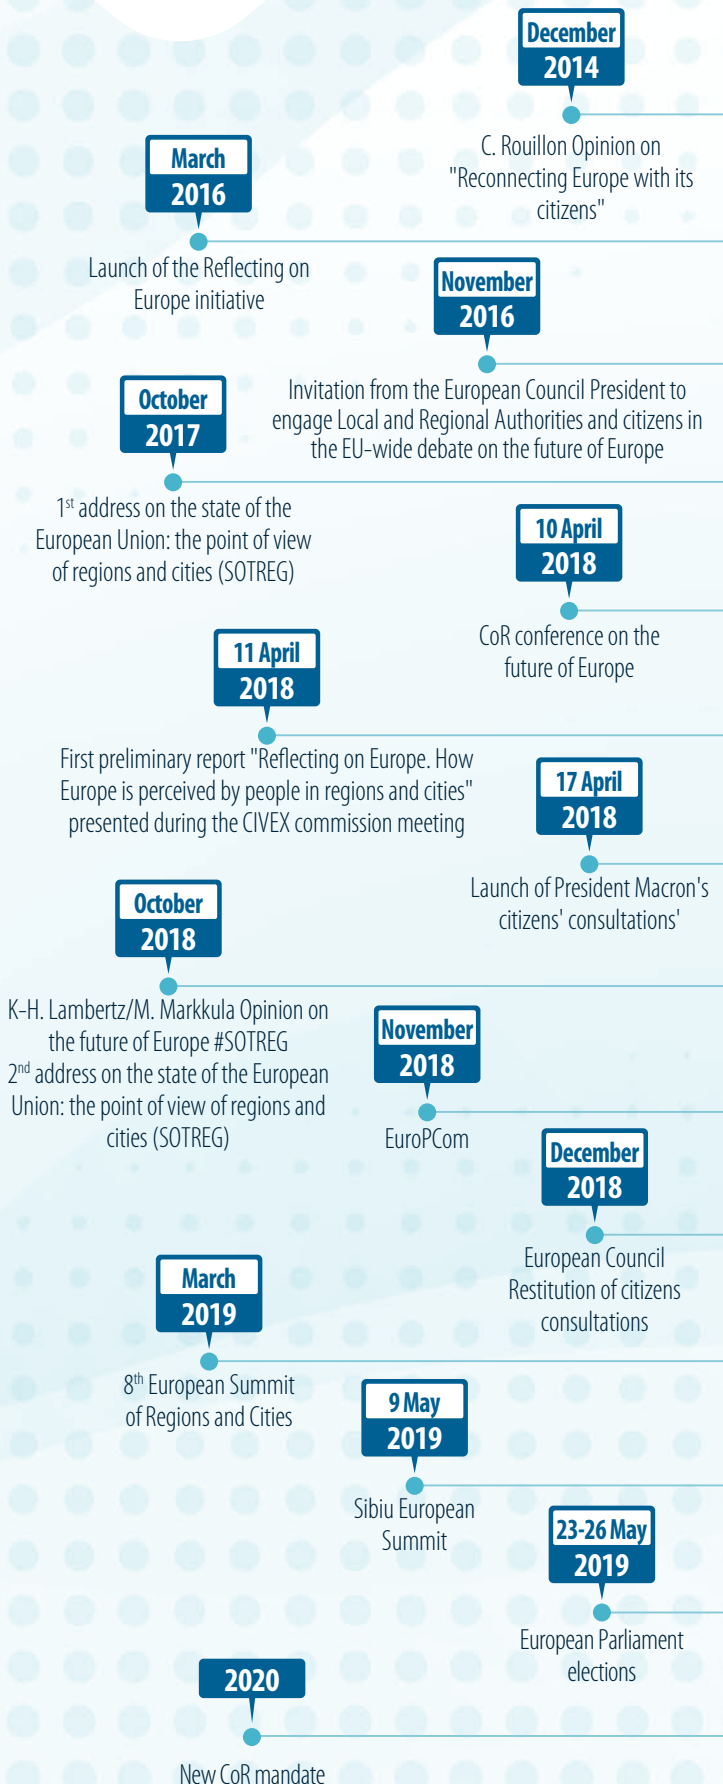 December
2014
C. Rouillon Opinion on
"Reconnecting Europe with its
citizens"
March
2016
Launch of the Reflecting on
Europe initiative
November
2016
Invitation from the European Council President to
engage Local and Regional Authorities and citizens in
the EU-wide debate on the future of Europe
October
2017
1st address on the state of the
European Union: the point of view
of regions and cities (SOTREG)
10 April
2018
CoR conference on the
future of Europe
11 April
2018
First preliminary report "Reflecting on Europe. How
Europe is perceived by people in regions and cities"
presented during the CIVEX commission meeting
17 April
2018
Launch of President Macron's
citizens' consultations'
October
2018
K-H. Lambertz/M. Markkula Opinion on
the future of Europe #SOTREG
2nd address on the state of the European
Union: the point of view of regions and
cities (SOTREG)
November
2018
EuroPCom
December
2018
European Council
Restitution of citizens
consultations
March
2019
8th European Summit
of Regions and Cities
9 May
2019
Sibiu European
Summit
23-26 May
2019
European Parliament
elections
2020
New CoR mandate